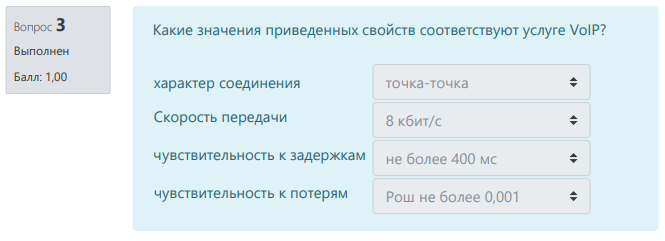 Вопрос 3
Выполнен
Балл: 1,00
Какие значения приведенных свойств соответствуют услуге VoIP?
характер соединения точка-точка
Скорость передачи 8 кбит/с
чувствительность к задержкам не более 400 мс
чувствительность к потерям Рош не более 0,001